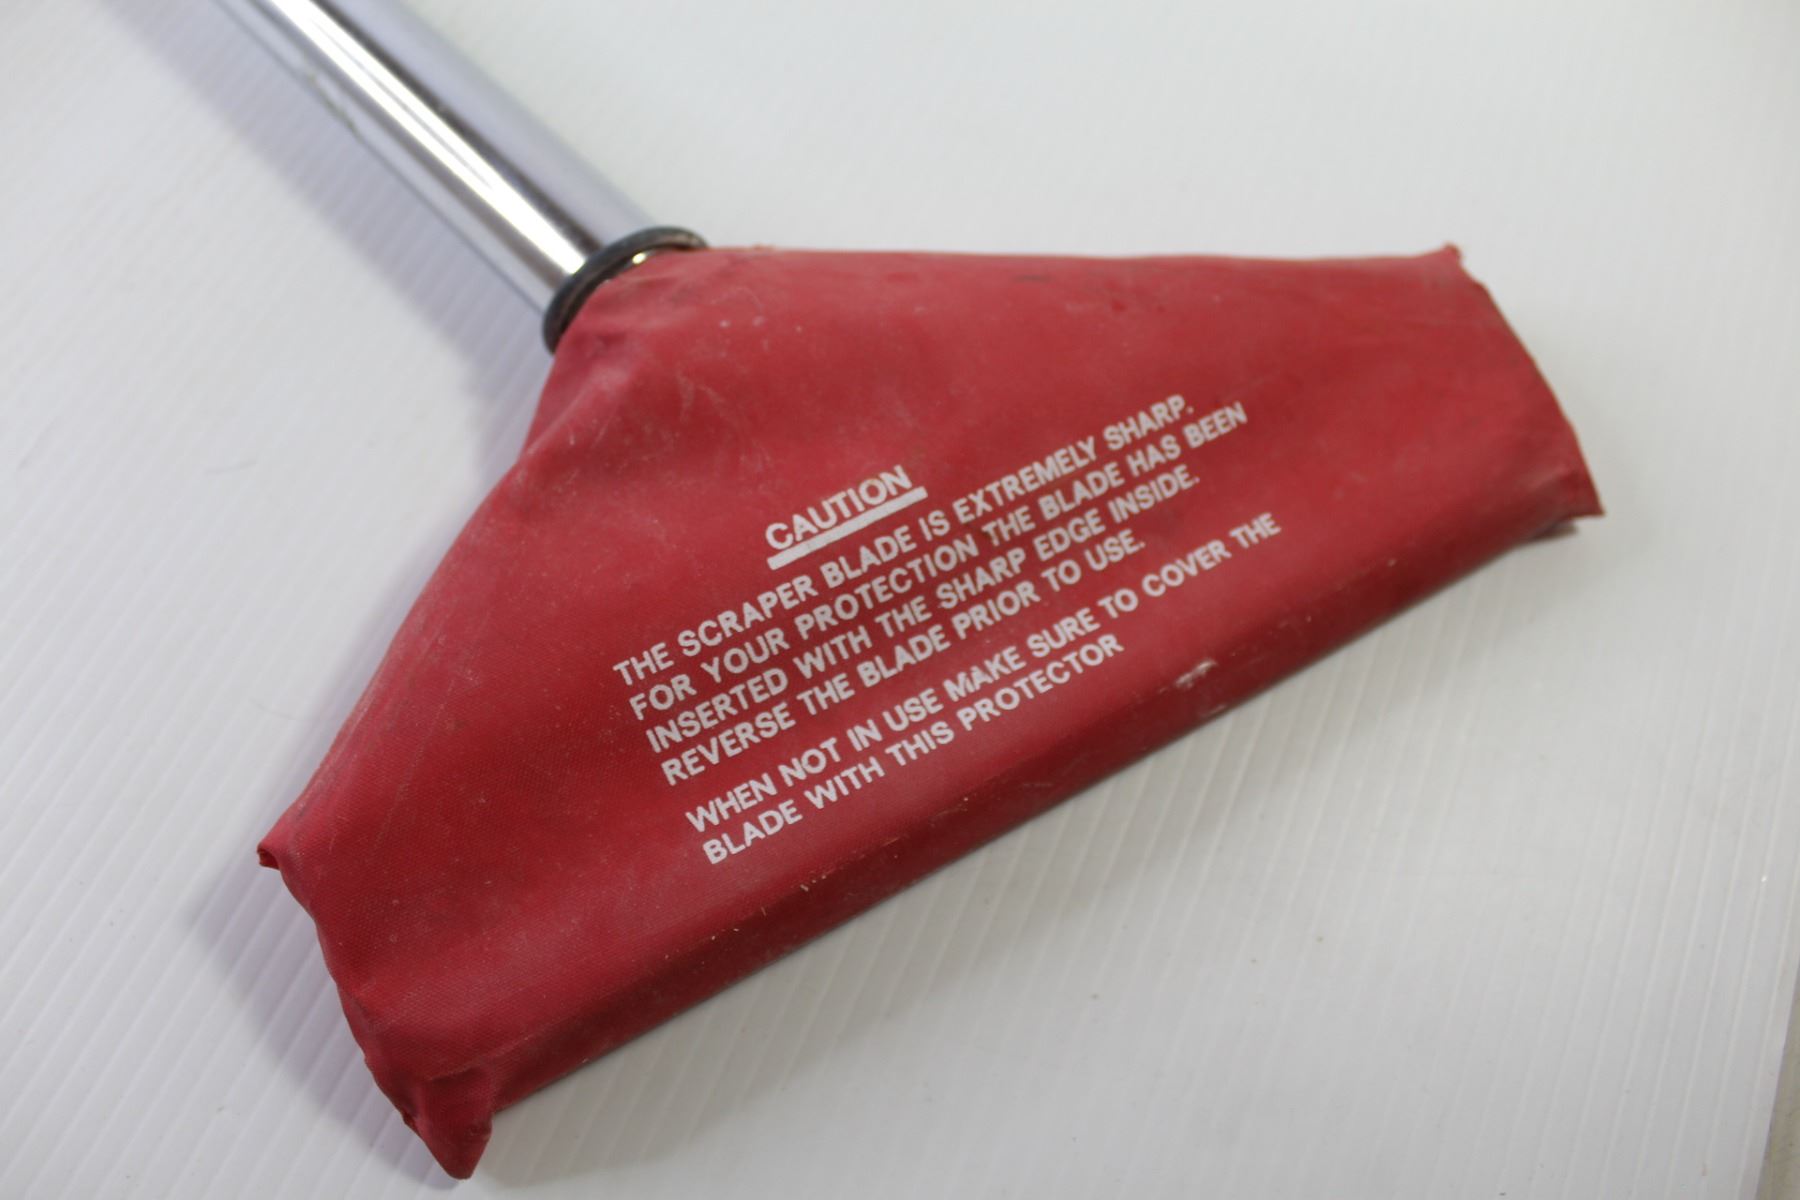 CAUTION
THE SCRAPER BLADE IS EXTREMELY SHARP.
FOR YOUR PROTECTION THE BLADE HAS BEEN
INSERTED WITH THE SHARP EDGE INSIDE.
REVERSE THE BLADE PRIOR TO USE.
WHEN NOT IN USE MAKE SURE TO COVER THE
BLADE WITH THIS PROTECTOR